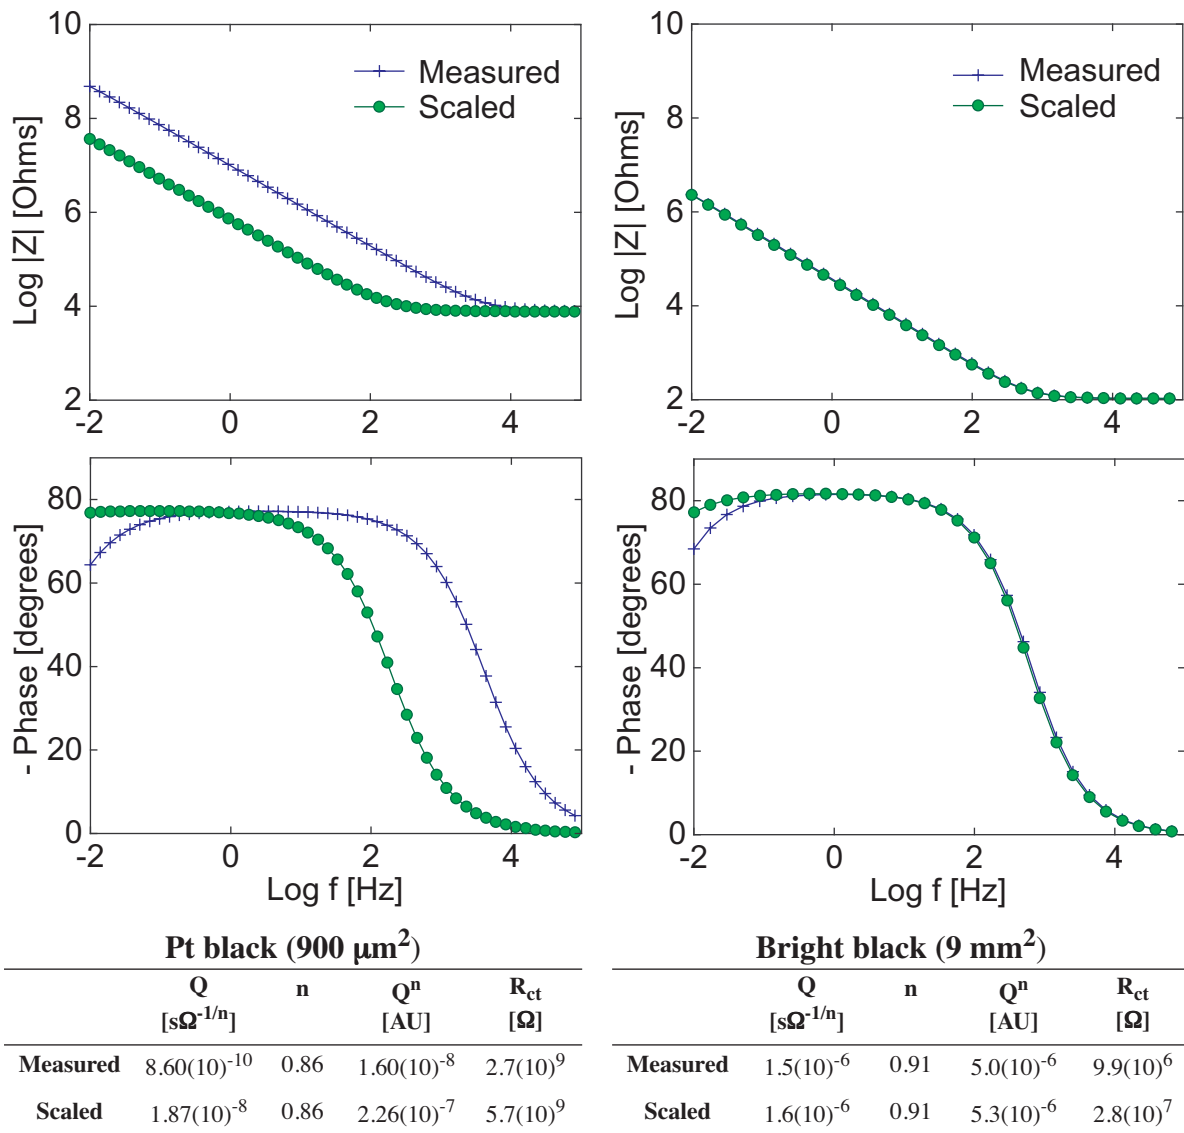 10
8
6
4
2
-2
0
2
4
Log |Z| [Ohms]
Measured
Scaled
10
8
6
4
2
-2
0
2
4
Log |Z| [Ohms]
Measured
Scaled
80
60
40
20
0
-2
0
2
4
- Phase [degrees]
Log f [Hz]
80
60
40
20
0
-2
0
2
4
- Phase [degrees]
Log f [Hz]
Pt black (900 μm²)
Q n Qⁿ R_ct
[sΩ^-1/n] [AU] [Ω]
Measured 8.60(10)^-10 0.86 1.60(10)^-8 2.7(10)^9
Scaled 1.87(10)^-8 0.86 2.26(10)^-7 5.7(10)^9
Bright black (9 mm²)
Q n Qⁿ R_ct
[sΩ^-1/n] [AU] [Ω]
Measured 1.5(10)^-6 0.91 5.0(10)^-6 9.9(10)^6
Scaled 1.6(10)^-6 0.91 5.3(10)^-6 2.8(10)^7